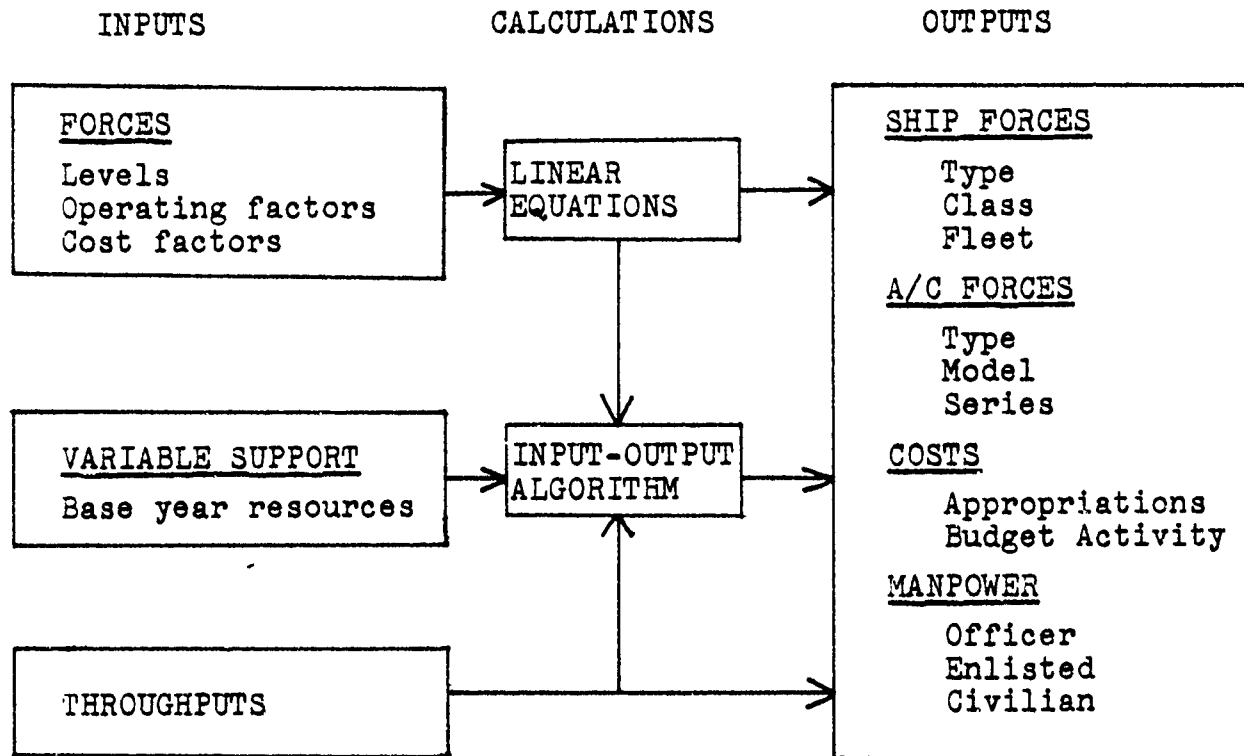 INPUTS
CALCULATIONS
OUTPUTS
FORCES
Levels
Operating factors
Cost factors
LINEAR
EQUATIONS
VARIABLE SUPPORT
Base year resources
INPUT-OUTPUT
ALGORITHM
THROUGHPUTS
SHIP FORCES
Type
Class
Fleet
A/C FORCES
Type
Model
Series
COSTS
Appropriations
Budget Activity
MANPOWER
Officer
Enlisted
Civilian